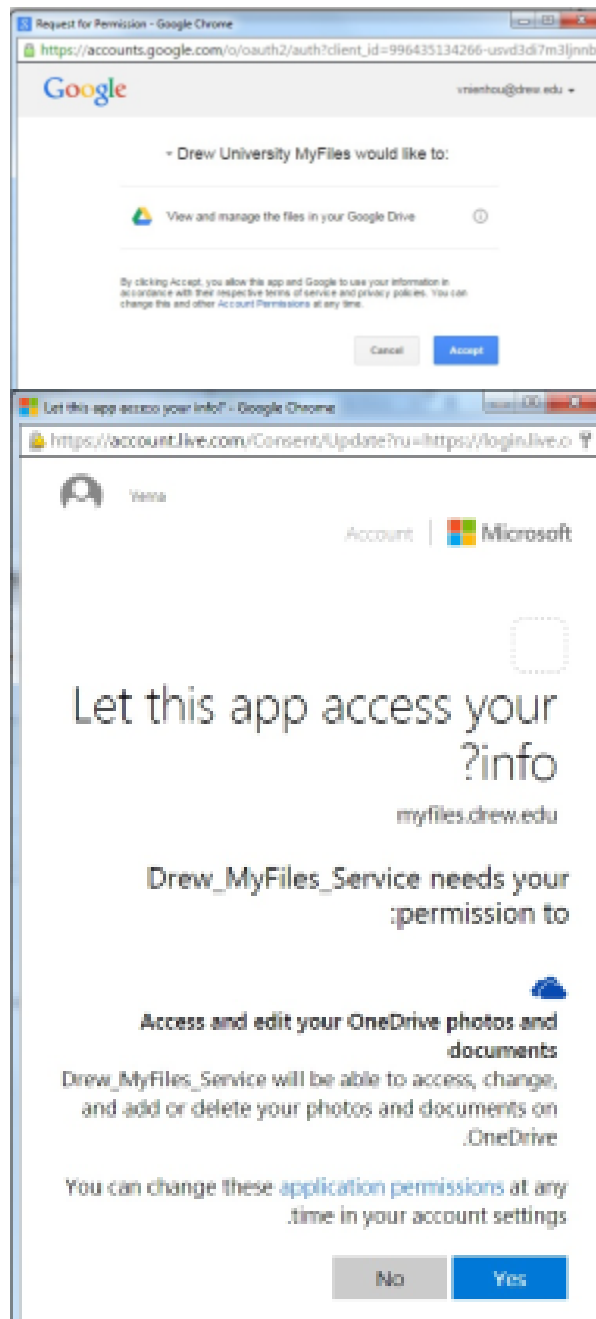 Request for Permission - Google Chrome
https://accounts.google.com/o/oauth2/auth?client_id=996435134266-usvd3di7m3ljnnb
Google
vnienhou@drew.edu
Drew University MyFiles would like to:
View and manage the files in your Google Drive
By clicking Accept, you allow this app and Google to use your information in
accordance with their respective terms of service and privacy policies. You can
change this and other Account Permissions at any time.
Cancel Accept
Let this app access your info? - Google Chrome
https://account.live.com/Consent/Update?ru=https://login.live.c
Verna
Account | Microsoft
Let this app access your
?info
myfiles.drew.edu
Drew_MyFiles_Service needs your
:permission to
Access and edit your OneDrive photos and
documents
Drew_MyFiles_Service will be able to access, change,
and add or delete your photos and documents on
.OneDrive
You can change these application permissions at any
.time in your account settings
No Yes